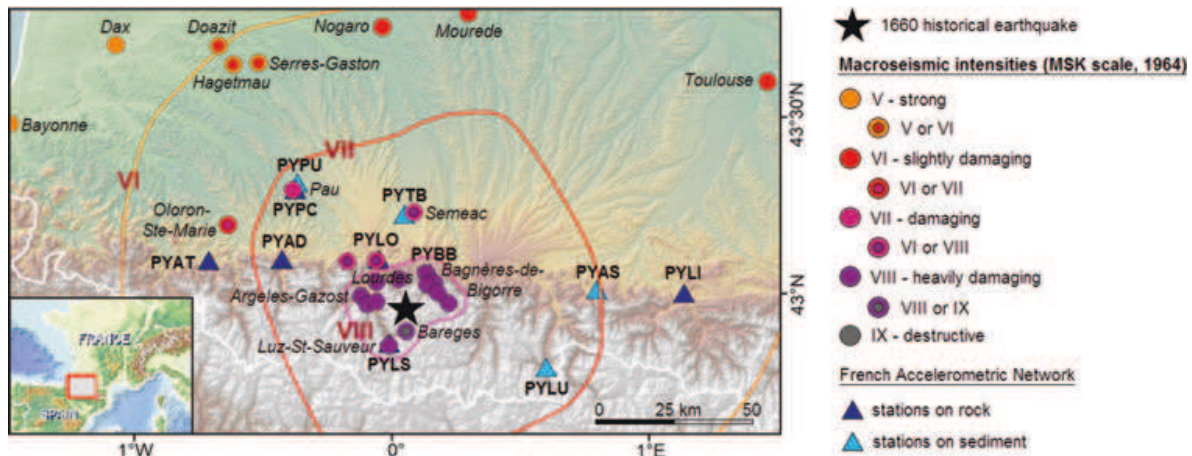 Dax
Doazit
Nogaro
Mourede
Hagetmau
Serres-Gaston
Toulouse
Bayonne
43°30'N
VI
VII
PYPU
Pau
PYPC
PYTB
Semeac
Oloron-
Ste-Marie
PYAT
PYAD
PYLO
PYBB
Lourdes
Bagnères-de-
Bigorre
PYAS
PYLI
43°N
Argeles-Gazost
VIII
Bareges
Luz-St-Sauveur
PYLS
PYLU
FRANCE
SPAIN
0 25 km 50
1°W
0°
1°E
1660 historical earthquake
Macroseismic intensities (MSK scale, 1964)
V - strong
V or VI
VI - slightly damaging
VI or VII
VII - damaging
VI or VIII
VIII - heavily damaging
VIII or IX
IX - destructive
French Accelerometric Network
stations on rock
stations on sediment